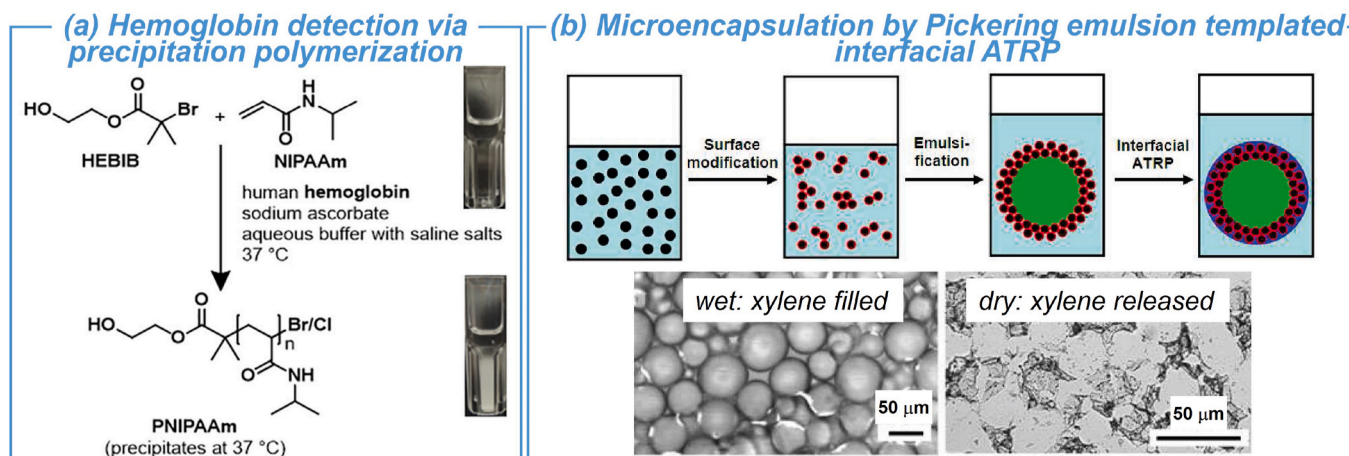 (a) Hemoglobin detection via
precipitation polymerization
HO
O
O
Br
HEBIB
+
O
N
H
NIPAAm
human hemoglobin
sodium ascorbate
aqueous buffer with saline salts
37 °C
HO
O
O
Br/Cl
n
O
NH
PNIPAAm
(precipitates at 37 °C)
(b) Microencapsulation by Pickering emulsion templated-
interfacial ATRP
Surface
modification
Emulsi-
fication
Interfacial
ATRP
wet: xylene filled
50 μm
dry: xylene released
50 μm